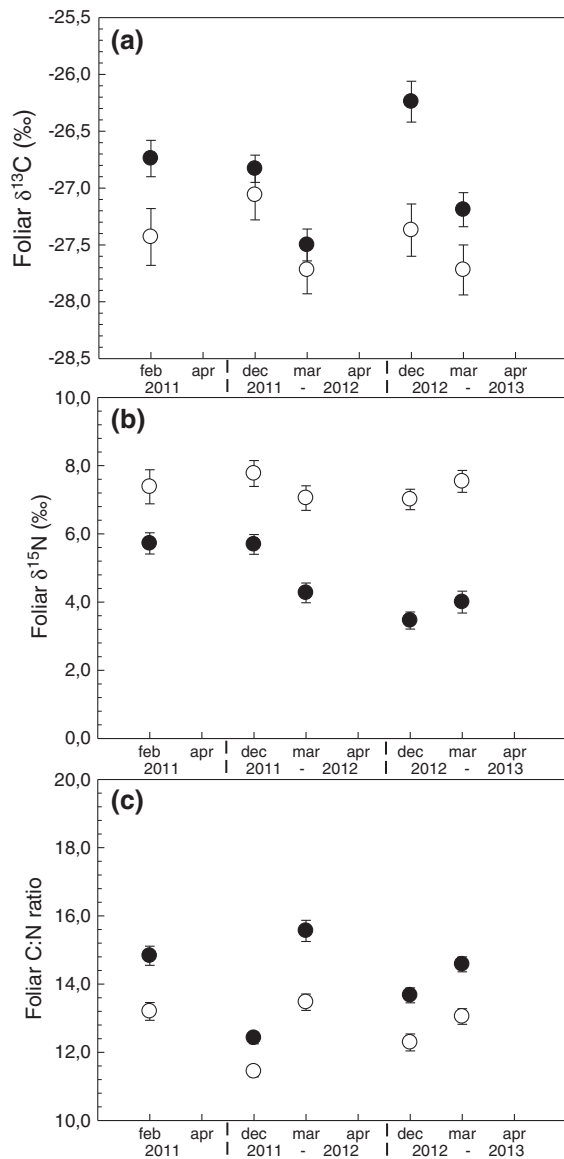 (a)
Foliar δ13C (‰)
-25,5
-26,0
-26,5
-27,0
-27,5
-28,0
-28,5
feb apr dec mar apr dec mar apr
2011 2011 - 2012 2012 - 2013
(b)
Foliar δ15N (‰)
10,0
8,0
6,0
4,0
2,0
0,0
feb apr dec mar apr dec mar apr
2011 2011 - 2012 2012 - 2013
(c)
Foliar C:N ratio
20,0
18,0
16,0
14,0
12,0
10,0
feb apr dec mar apr dec mar apr
2011 2011 - 2012 2012 - 2013